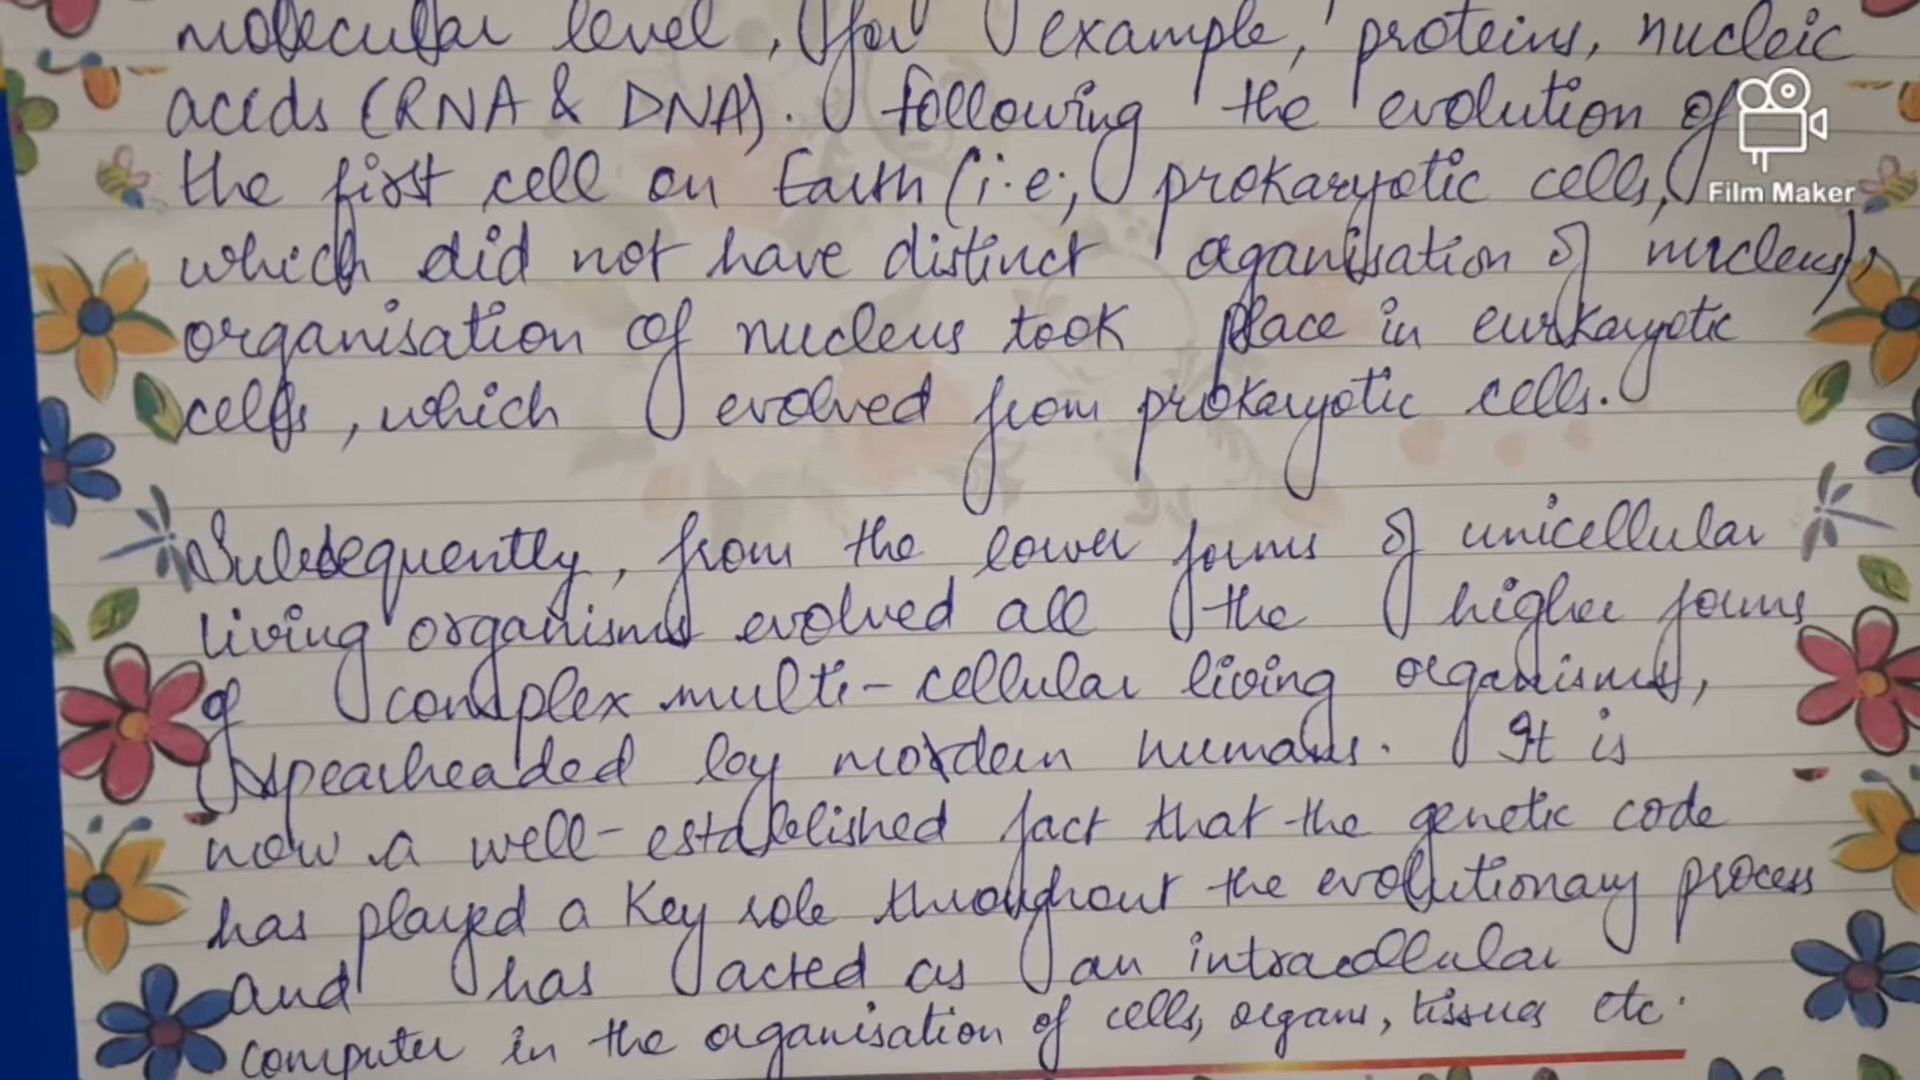 molecular level, for example, proteins, nucleic
acids (RNA & DNA). following the evolution of
the first cell on Earth (i.e; prokaryotic cells,
Film Maker
which did not have distinct oganisation of nucleus),
organisation of nucleus took place in eurkaryotic
cells, which evolved from prokaryotic cells.
Subsequently, from the lower forms of unicellular
living organisms evolved all the higher forms
of complex multi-cellular living organisms,
spearheaded by mordern humans. It is
now a well-established fact that the genetic code
has played a key role throughout the evolutionary process
and has acted as an intracellular
computer in the organisation of cells, organs, tissues etc.